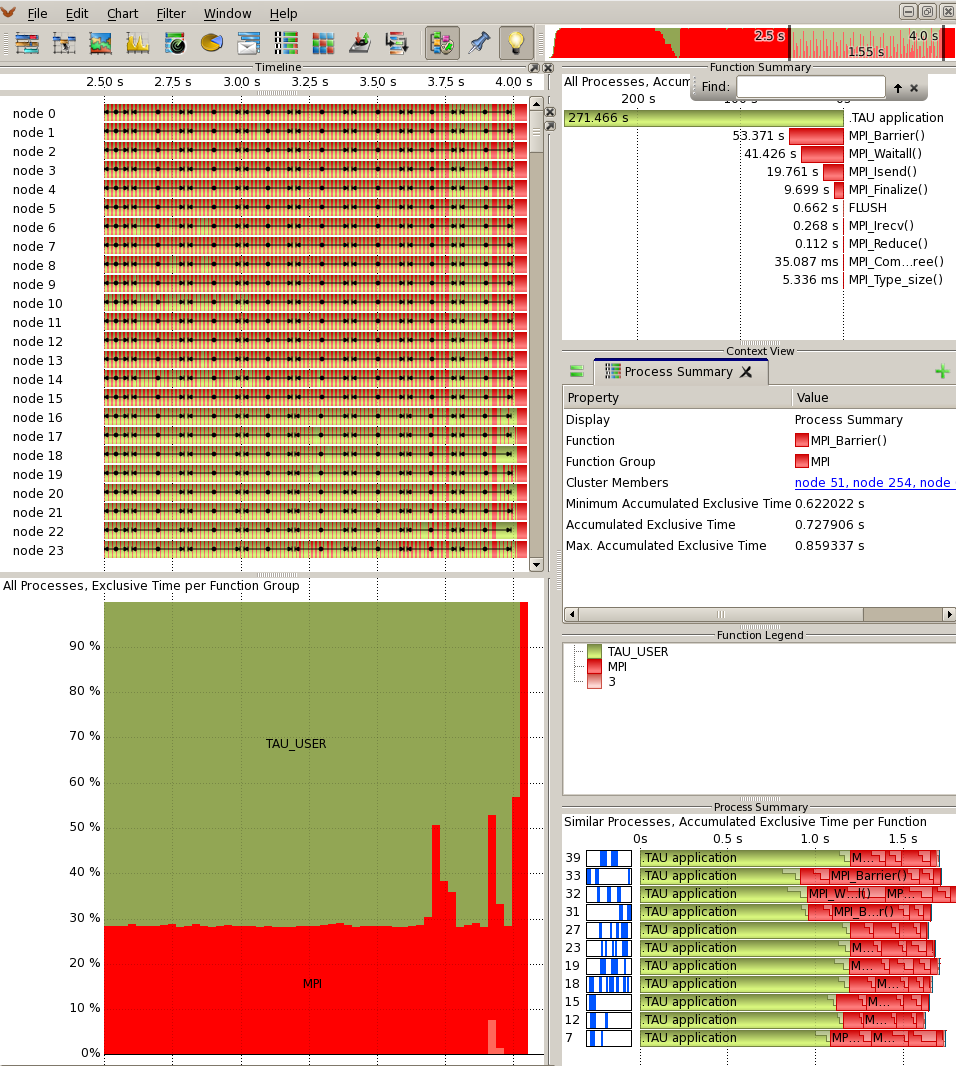 File Edit Chart Filter Window Help
2.5 s 4.0 s
1.55 s
Timeline
2.50 s 2.75 s 3.00 s 3.25 s 3.50 s 3.75 s 4.00 s
node 0
node 1
node 2
node 3
node 4
node 5
node 6
node 7
node 8
node 9
node 10
node 11
node 12
node 13
node 14
node 15
node 16
node 17
node 18
node 19
node 20
node 21
node 22
node 23
All Processes, Exclusive Time per Function Group
90 %
80 %
70 %
TAU_USER
60 %
50 %
40 %
30 %
20 %
MPI
10 %
0%
Function Summary
All Processes, Accum
Find:
200 s
271.466 s .TAU application
53.371 s MPI_Barrier()
41.426 s MPI_Waitall()
19.761 s MPI_Isend()
9.699 s MPI_Finalize()
0.662 s FLUSH
0.268 s MPI_Irecv()
0.112 s MPI_Reduce()
35.087 ms MPI_Com...ree()
5.336 ms MPI_Type_size()
Context View
Process Summary
Property Value
Display Process Summary
Function MPI_Barrier()
Function Group MPI
Cluster Members node 51, node 254, node
Minimum Accumulated Exclusive Time 0.622022 s
Accumulated Exclusive Time 0.727906 s
Max. Accumulated Exclusive Time 0.859337 s
Function Legend
TAU_USER
MPI
3
Process Summary
Similar Processes, Accumulated Exclusive Time per Function
0s 0.5 s 1.0 s 1.5 s
39 .TAU application M...
33 .TAU application MPI_Barrier()
32 .TAU application MPI_W...l() MP...
31 .TAU application MPI_B...r()
27 .TAU application
23 .TAU application M...
19 .TAU application M...
18 .TAU application M...
15 .TAU application M...
12 .TAU application M...
7 .TAU application MP... M...